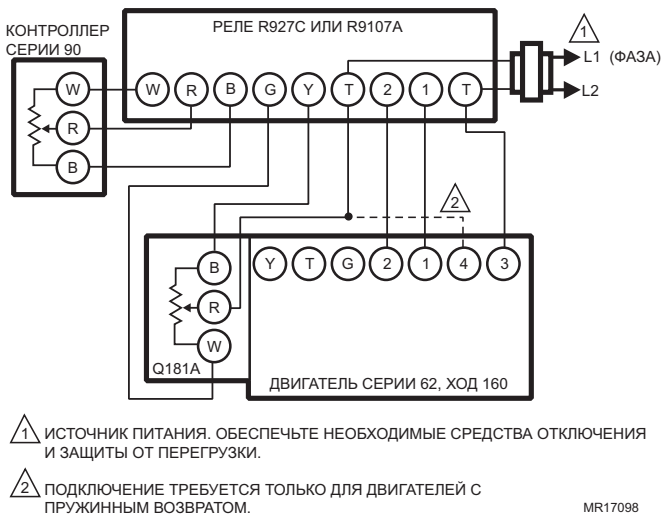 КОНТРОЛЛЕР
СЕРИИ 90
РЕЛЕ R927C ИЛИ R9107A
1
L1 (ФАЗА)
L2
W
R
B
W R B G Y T 2 1 T
2
B
R
W
Q181A
Y T G 2 1 4 3
ДВИГАТЕЛЬ СЕРИИ 62, ХОД 160
1 ИСТОЧНИК ПИТАНИЯ. ОБЕСПЕЧЬТЕ НЕОБХОДИМЫЕ СРЕДСТВА ОТКЛЮЧЕНИЯ
И ЗАЩИТЫ ОТ ПЕРЕГРУЗКИ.
2 ПОДКЛЮЧЕНИЕ ТРЕБУЕТСЯ ТОЛЬКО ДЛЯ ДВИГАТЕЛЕЙ С
ПРУЖИННЫМ ВОЗВРАТОМ.
MR17098